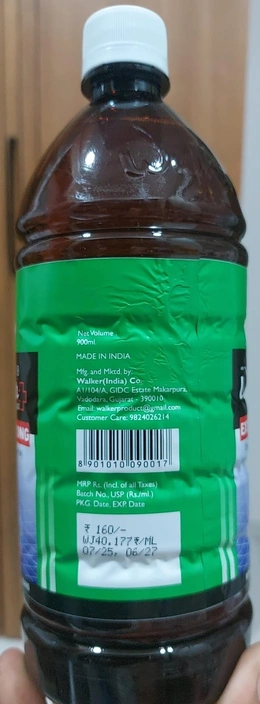 Net Volume
900ml
MADE IN INDIA
Mfg. and Mktd. by:
Walker(India) Co.
A1/104/A, GIDC Estate Makarpura,
Vadodara, Gujarat - 390010
Email: walkerproduct@gmail.com
Customer Care: 9824026214
8 901010 090017
MRP Rs. (Incl. of all Taxes)
Batch No., USP (Rs./ml.)
PKG. Date, EXP. Date
₹ 160/-
WJ40.177₹/ML
07/25, 06/27